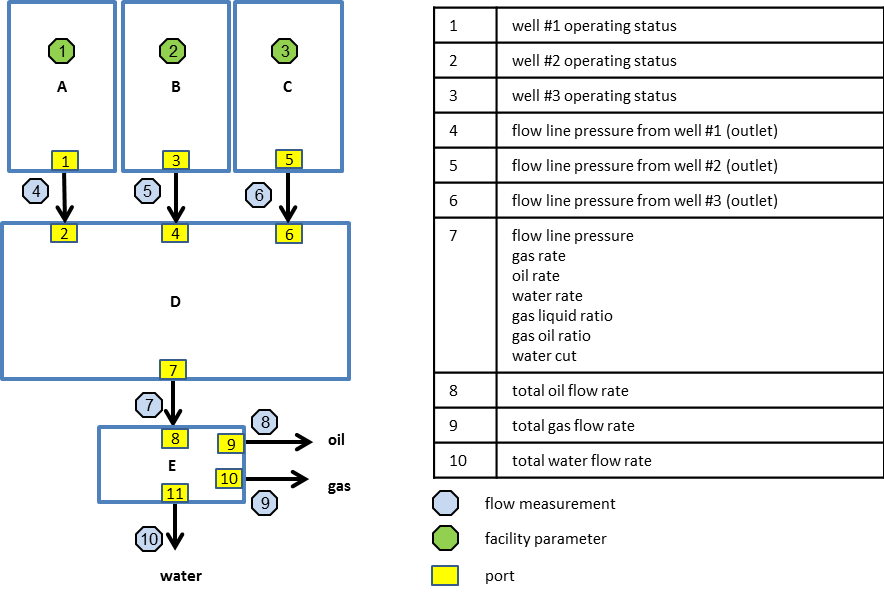 1
2
3
A
B
C
1
3
5
4
5
6
2
4
6
D
7
7
8
8
9
oil
E
10
gas
11
9
10
water
1 well #1 operating status
2 well #2 operating status
3 well #3 operating status
4 flow line pressure from well #1 (outlet)
5 flow line pressure from well #2 (outlet)
6 flow line pressure from well #3 (outlet)
7 flow line pressure
gas rate
oil rate
water rate
gas liquid ratio
gas oil ratio
water cut
8 total oil flow rate
9 total gas flow rate
10 total water flow rate
flow measurement
facility parameter
port